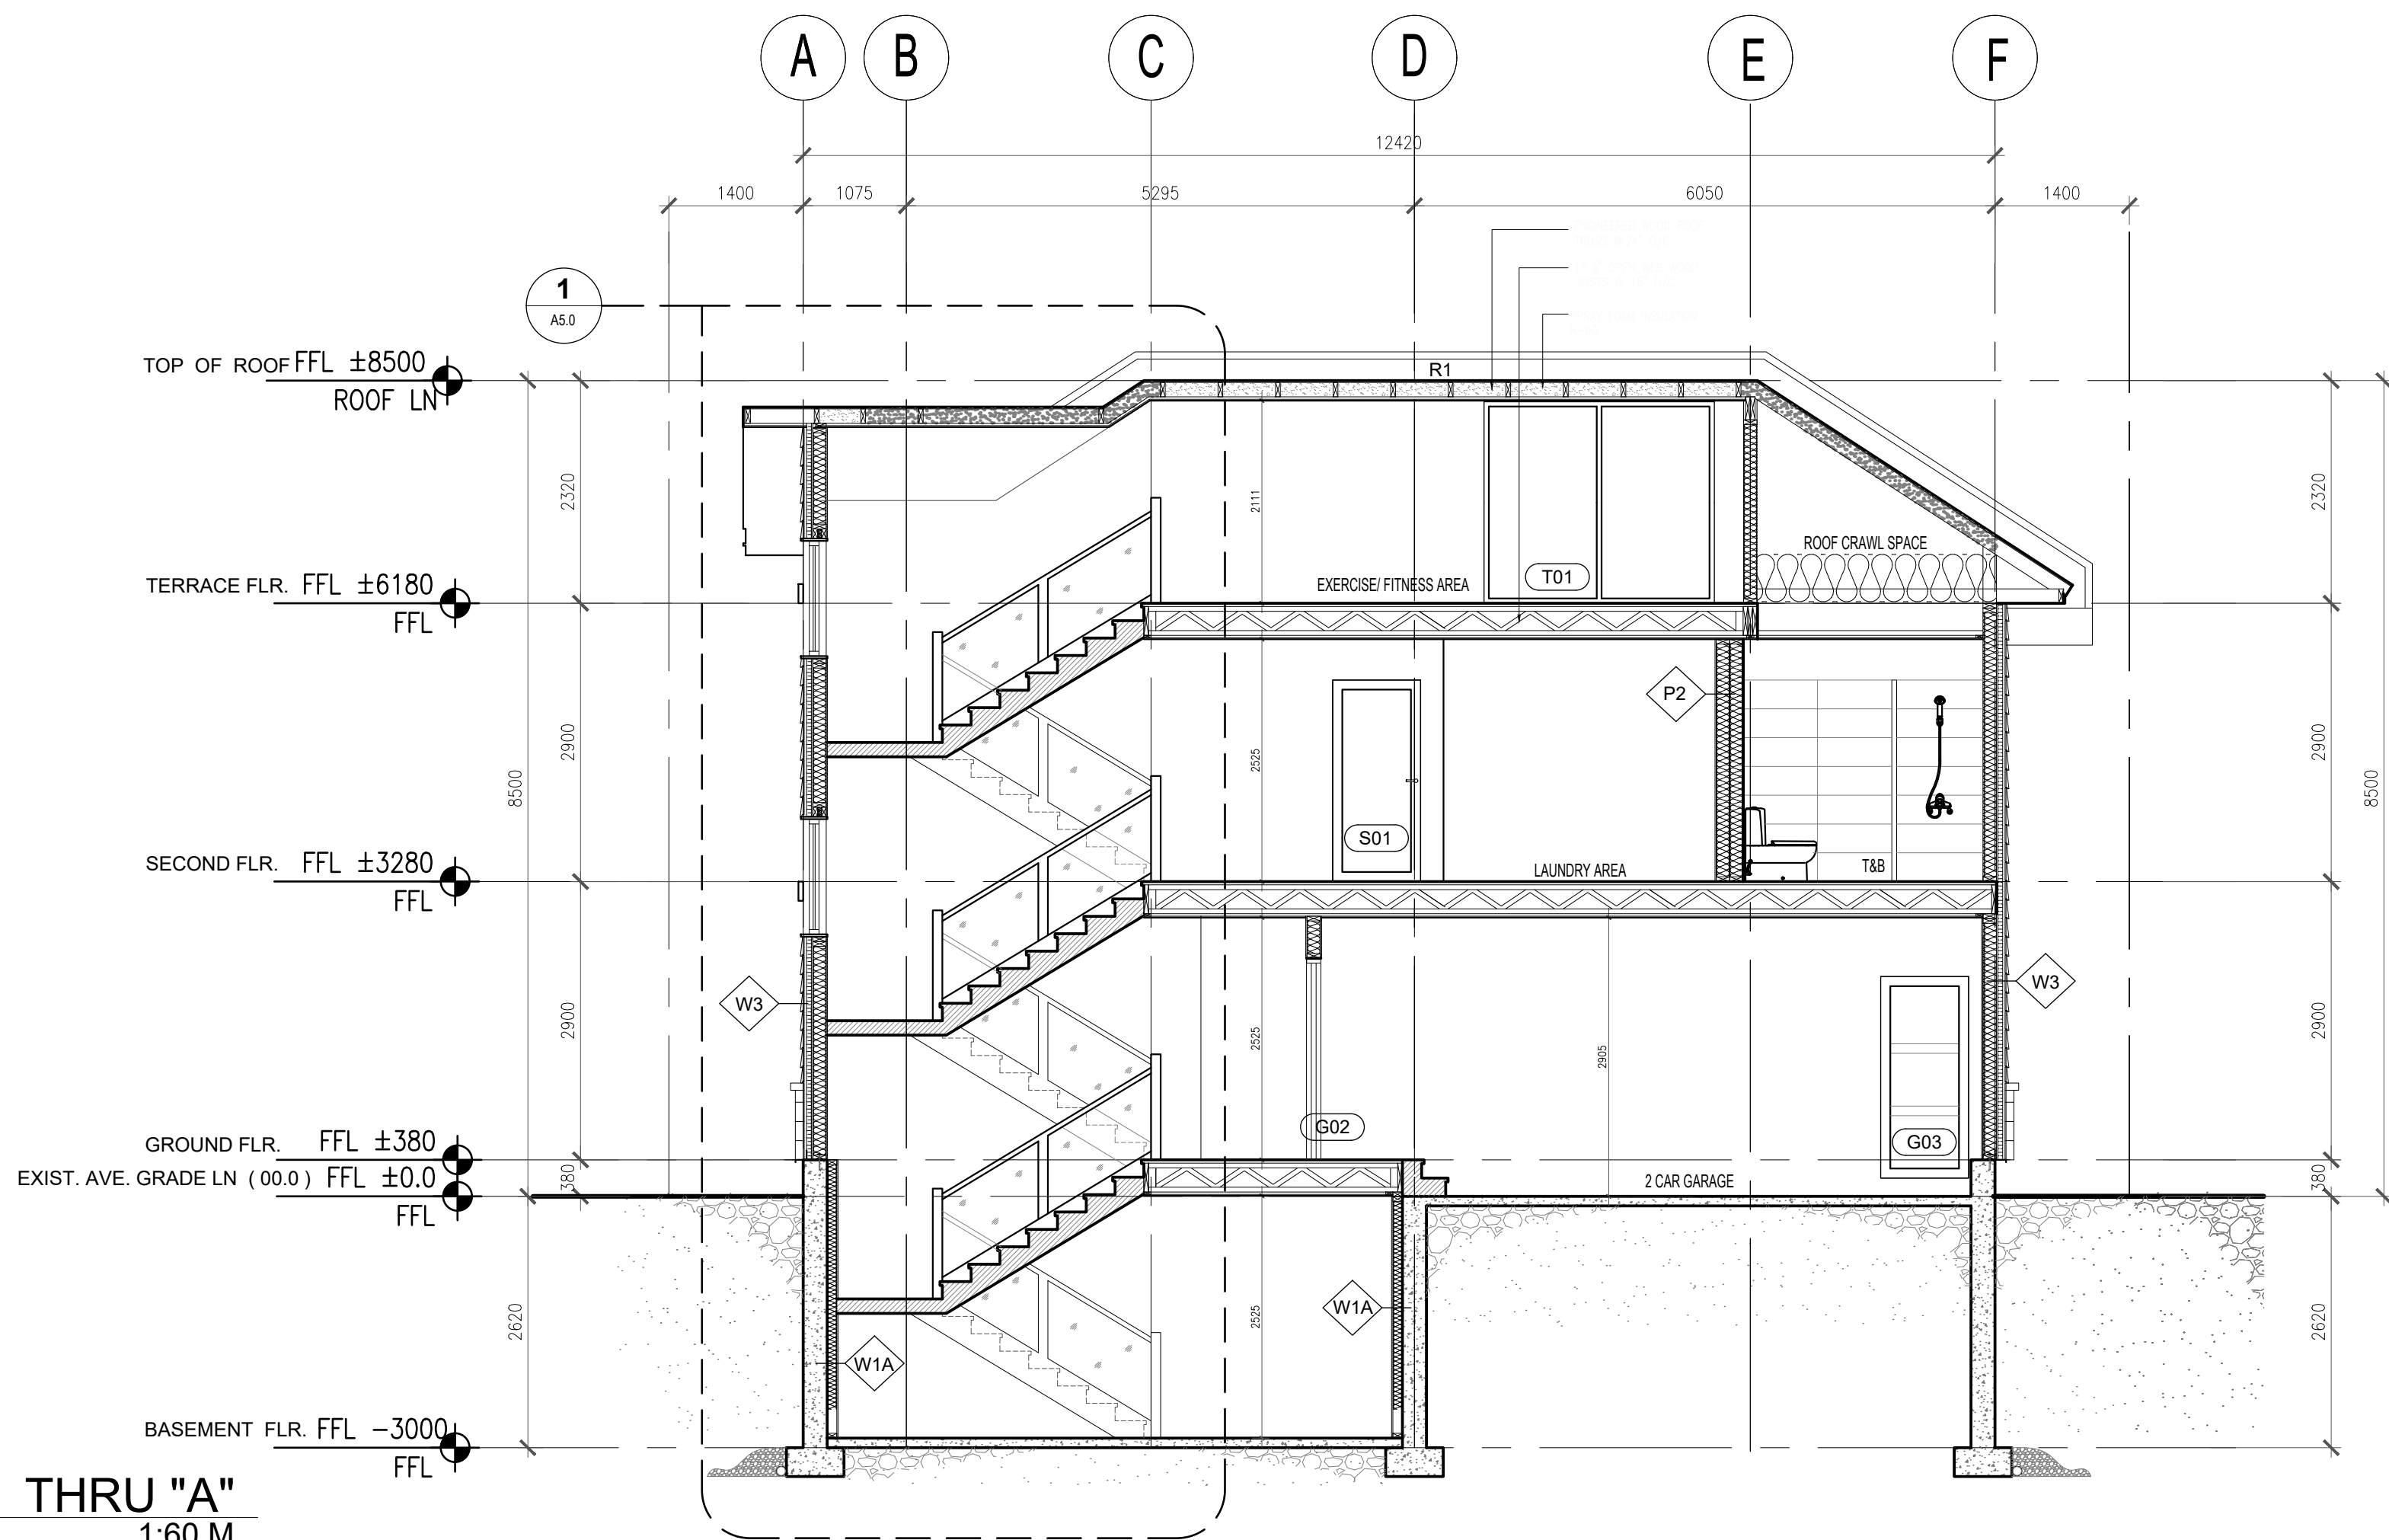 A B C D E F
12420
1400 1075 5295 6050 1400
1
A5.0
TOP OF ROOF FFL ±8500
ROOF LN
R1
2320
2111
2320
ROOF CRAWL SPACE
T01
EXERCISE/ FITNESS AREA
TERRACE FLR. FFL ±6180
FFL
P2
2900
2525
2900
8500
8500
S01
LAUNDRY AREA
T&B
SECOND FLR. FFL ±3280
FFL
W3
W3
2900
2525
2905
2900
G02
G03
GROUND FLR. FFL ±380
EXIST. AVE. GRADE LN ( 00.0 ) FFL ±0.0
FFL
380
2 CAR GARAGE
380
2620
2525
W1A
2620
W1A
BASEMENT FLR. FFL −3000
FFL
THRU "A"
1:60 M